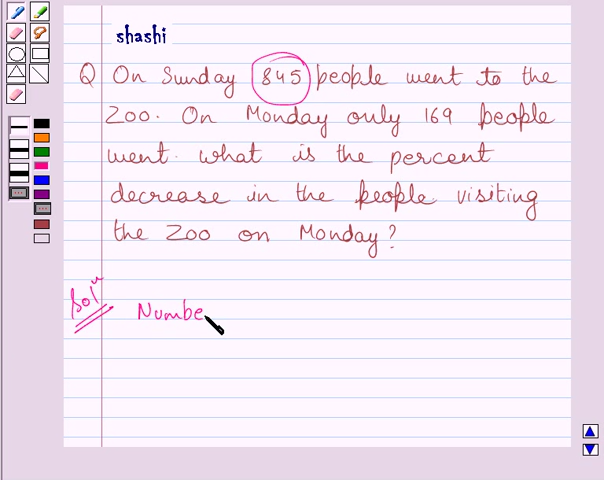 shashi
Q On Sunday 845 people went to the
Zoo. On Monday only 169 people
went. what is the percent
decrease in the people visiting
the Zoo on Monday?
Solⁿ Numbe